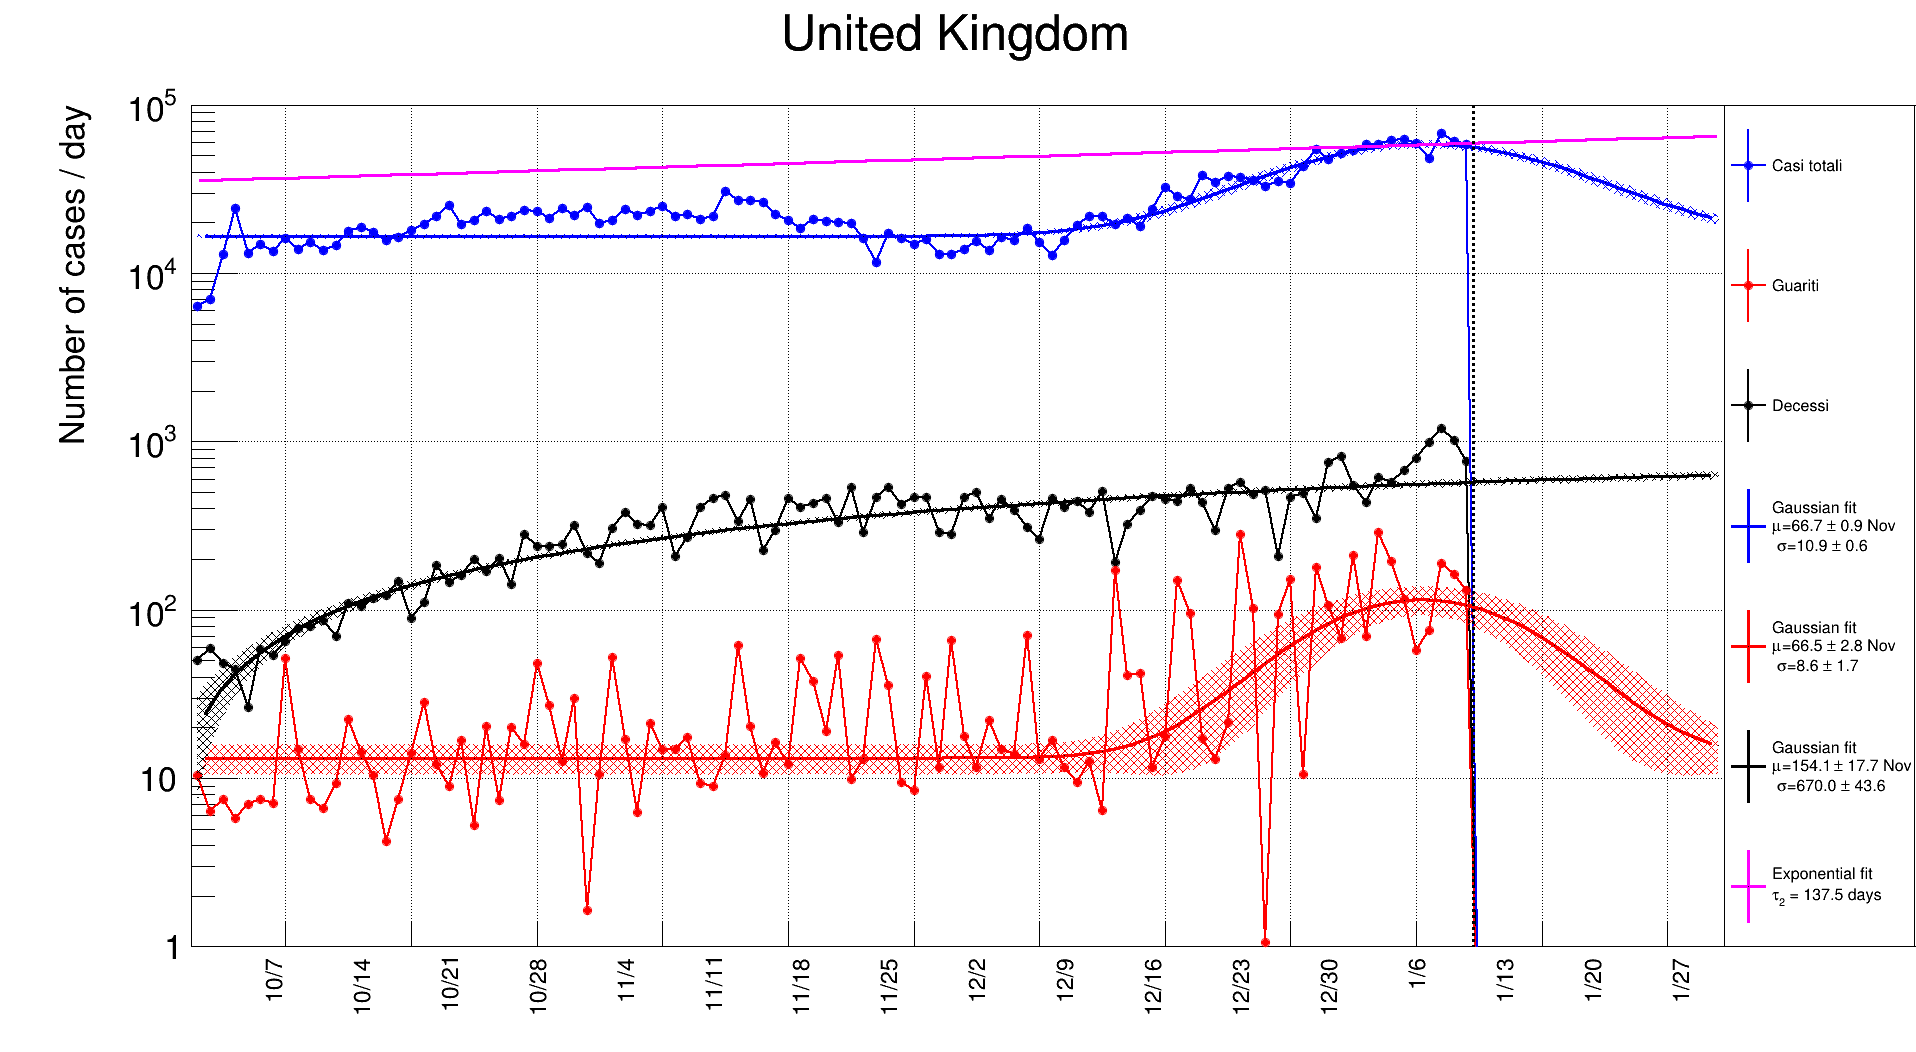 United Kingdom
Number of cases / day
10^5
10^4
10^3
10^2
10
1
10/7
10/14
10/21
10/28
11/4
11/11
11/18
11/25
12/2
12/9
12/16
12/23
12/30
1/6
1/13
1/20
1/27
Casi totali
Guariti
Decessi
Gaussian fit
μ=66.7 ± 0.9 Nov
σ=10.9 ± 0.6
Gaussian fit
μ=66.5 ± 2.8 Nov
σ=8.6 ± 1.7
Gaussian fit
μ=154.1 ± 17.7 Nov
σ=670.0 ± 43.6
Exponential fit
τ₂ = 137.5 days